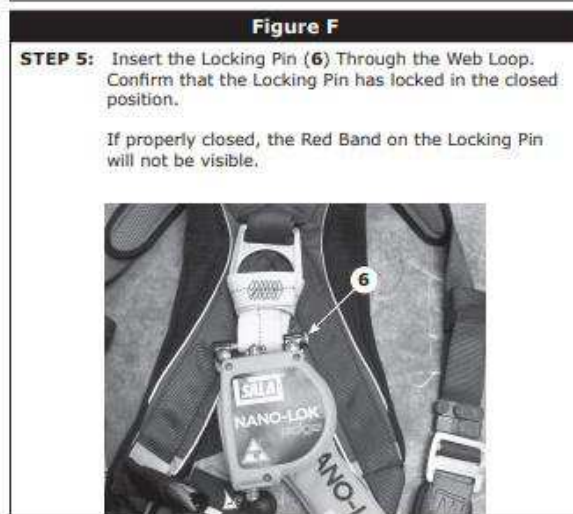 Figure F
STEP 5: Insert the Locking Pin (6) Through the Web Loop.
Confirm that the Locking Pin has locked in the closed
position.
If properly closed, the Red Band on the Locking Pin
will not be visible.
6
SALA
NANO-LOK